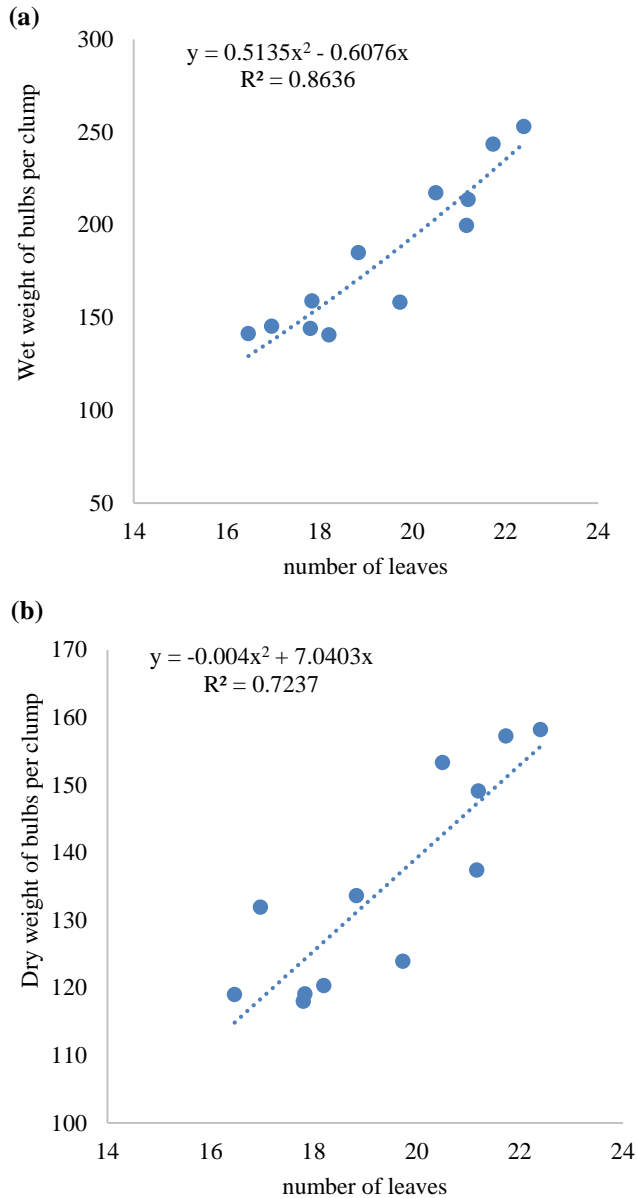 (a)
y = 0.5135x² - 0.6076x
R² = 0.8636
Wet weight of bulbs per clump
300
250
200
150
100
50
14 16 18 20 22 24
number of leaves
(b)
y = -0.004x² + 7.0403x
R² = 0.7237
Dry weight of bulbs per clump
170
160
150
140
130
120
110
100
14 16 18 20 22 24
number of leaves